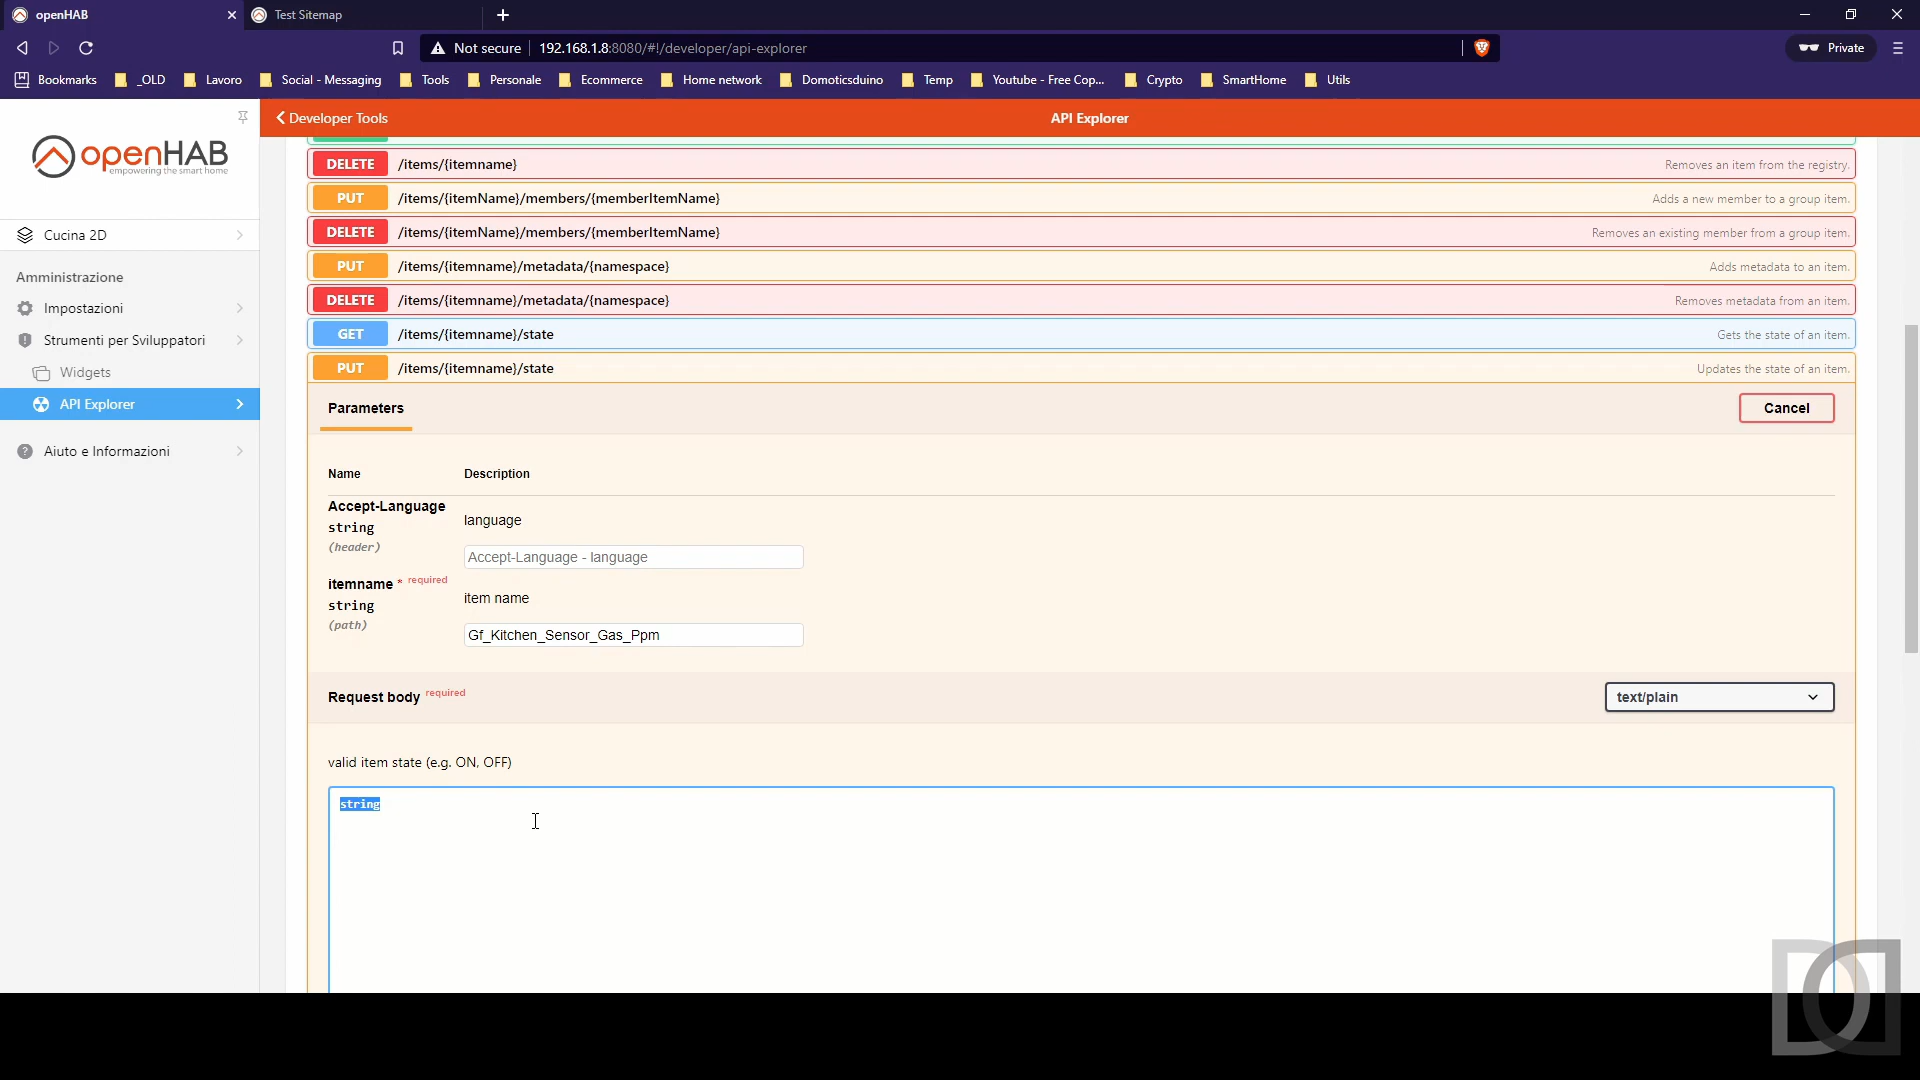 openHAB
Test Sitemap
Not secure
192.168.1.8:8080/#!/developer/api-explorer
Private
Bookmarks
_OLD
Lavoro
Social - Messaging
Tools
Personale
Ecommerce
Home network
Domoticsduino
Temp
Youtube - Free Cop...
Crypto
SmartHome
Utils
openHAB
empowering the smart home
Cucina 2D
Amministrazione
Impostazioni
Strumenti per Sviluppatori
Widgets
API Explorer
Aiuto e Informazioni
Developer Tools
API Explorer
DELETE /items/{itemname} Removes an item from the registry.
PUT /items/{itemName}/members/{memberItemName} Adds a new member to a group item.
DELETE /items/{itemName}/members/{memberItemName} Removes an existing member from a group item.
PUT /items/{itemname}/metadata/{namespace} Adds metadata to an item.
DELETE /items/{itemname}/metadata/{namespace} Removes metadata from an item.
GET /items/{itemname}/state Gets the state of an item.
PUT /items/{itemname}/state Updates the state of an item.
Parameters
Cancel
Name Description
Accept-Language
string
(header)
language
Accept-Language - language
itemname * required
string
(path)
item name
Gf_Kitchen_Sensor_Gas_Ppm
Request body required
text/plain
valid item state (e.g. ON, OFF)
string